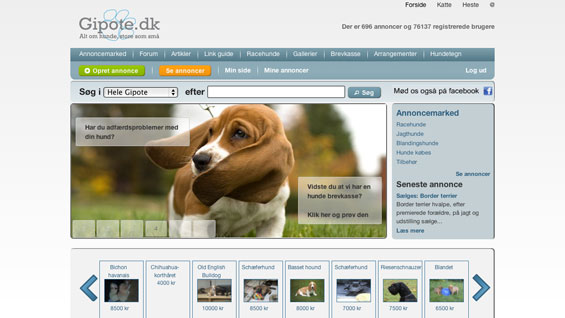 Forside Katte Heste @
Gipote.dk
Alt om hunde, store som små
Der er 696 annoncer og 76137 registrerede brugere
Annoncemarked Forum Artikler Link guide Racehunde Gallerier Brevkasse Arrangementer Hundetegn
Opret annonce Se annoncer Min side Mine annoncer Log ud
Søg i Hele Gipote efter Søg Mød os også på facebook
Har du adfærdsproblemer med
din hund?
Vidste du at vi har en
hunde brevkasse?
Klik her og prøv den
Annoncemarked
Racehunde
Jagthunde
Blandingshunde
Hunde købes
Tilbehør
Se annoncer
Seneste annonce
Sælges: Border terrier
Border terrier hvalpe, efter
premierede forældre, på jagt og
udstilling sælge...
Læs mere
Bichon
havanais
8500 kr
Chihuahua-
korthåret
4000 kr
Old English
Bulldog
10000 kr
Schæferhund
8500 kr
Basset hound
8000 kr
Schæferhund
7000 kr
Riesenschnauzer
8500 kr
Blandet
6500 kr